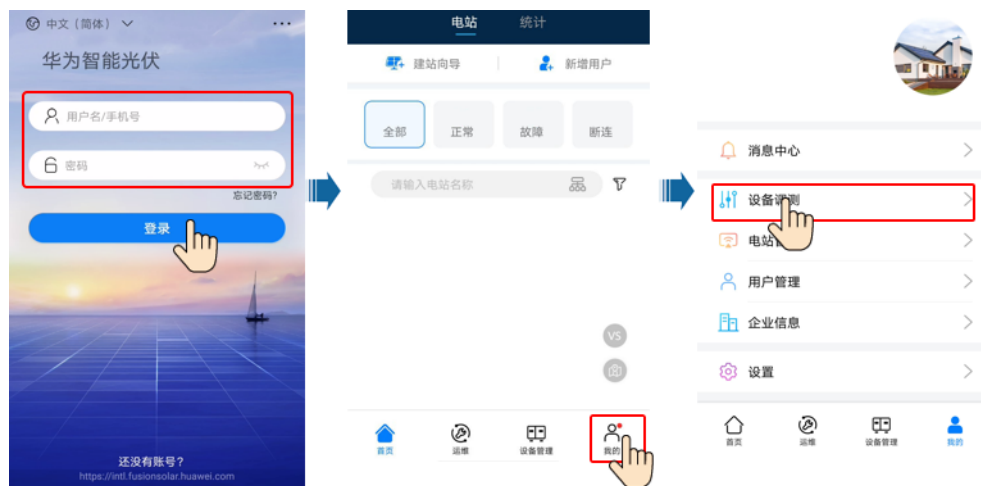 中文（简体）
华为智能光伏
用户名/手机号
密码
忘记密码?
登录
还没有账号？
https://intl.fusionsolar.huawei.com
电站 统计
建站向导 新增用户
全部 正常 故障 断连
请输入电站名称
VS
首页 运维 设备管理 我的
消息中心
设备调测
电站
用户管理
企业信息
设置
首页 运维 设备管理 我的